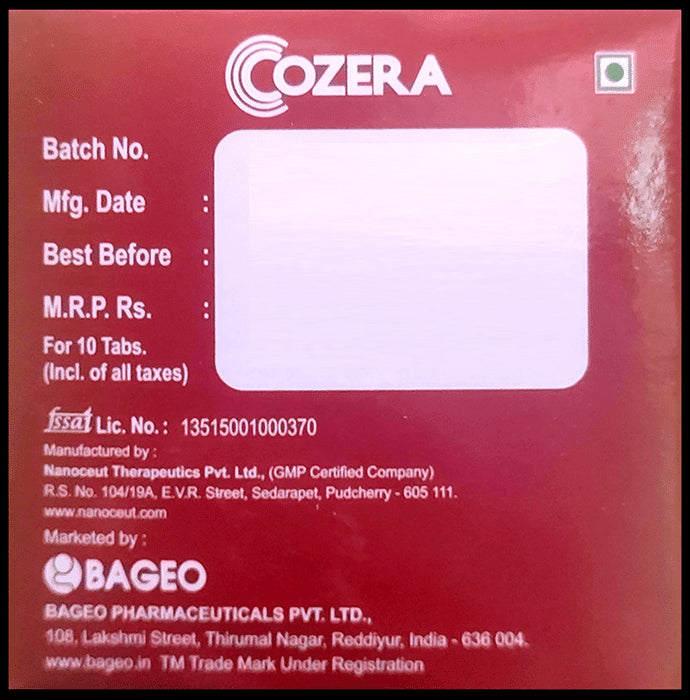 COZERA
Batch No.
Mfg. Date :
Best Before :
M.R.P. Rs. :
For 10 Tabs.
(Incl. of all taxes)
fssai Lic. No. : 13515001000370
Manufactured by :
Nanoceut Therapeutics Pvt. Ltd., (GMP Certified Company)
R.S. No. 104/19A, E.V.R. Street, Sedarapet, Pudcherry - 605 111.
www.nanoceut.com
Marketed by :
BAGEO
BAGEO PHARMACEUTICALS PVT. LTD.,
108, Lakshmi Street, Thirumal Nagar, Reddiyur, India - 636 004.
www.bageo.in TM Trade Mark Under Registration